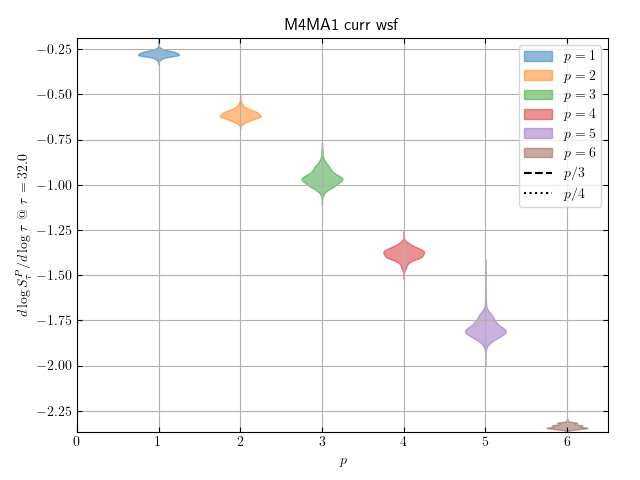 M4MA1 curr wsf
d log S_τ^P / d log τ @ τ = 32.0
−0.25
−0.50
−0.75
−1.00
−1.25
−1.50
−1.75
−2.00
−2.25
0 1 2 3 4 5 6
p
p = 1
p = 2
p = 3
p = 4
p = 5
p = 6
p/3
p/4